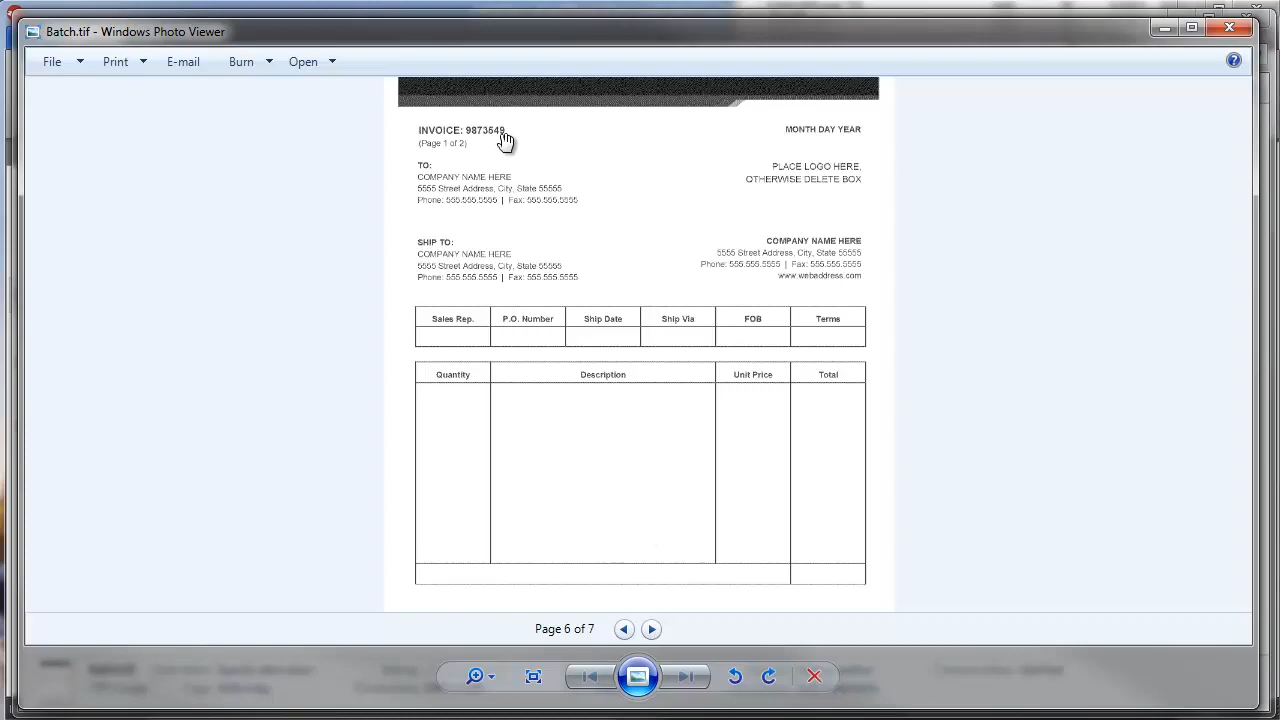 Batch.tif - Windows Photo Viewer
File Print E-mail Burn Open
INVOICE: 9873549
(Page 1 of 2)
MONTH DAY YEAR
TO:
COMPANY NAME HERE
5555 Street Address, City, State 55555
Phone: 555.555.5555 | Fax: 555.555.5555
PLACE LOGO HERE,
OTHERWISE DELETE BOX
SHIP TO:
COMPANY NAME HERE
5555 Street Address, City, State 55555
Phone: 555.555.5555 | Fax: 555.555.5555
COMPANY NAME HERE
5555 Street Address, City, State 55555
Phone: 555.555.5555 | Fax: 555.555.5555
www.webaddress.com
Sales Rep. P.O. Number Ship Date Ship Via FOB Terms
Quantity Description Unit Price Total
Page 6 of 7